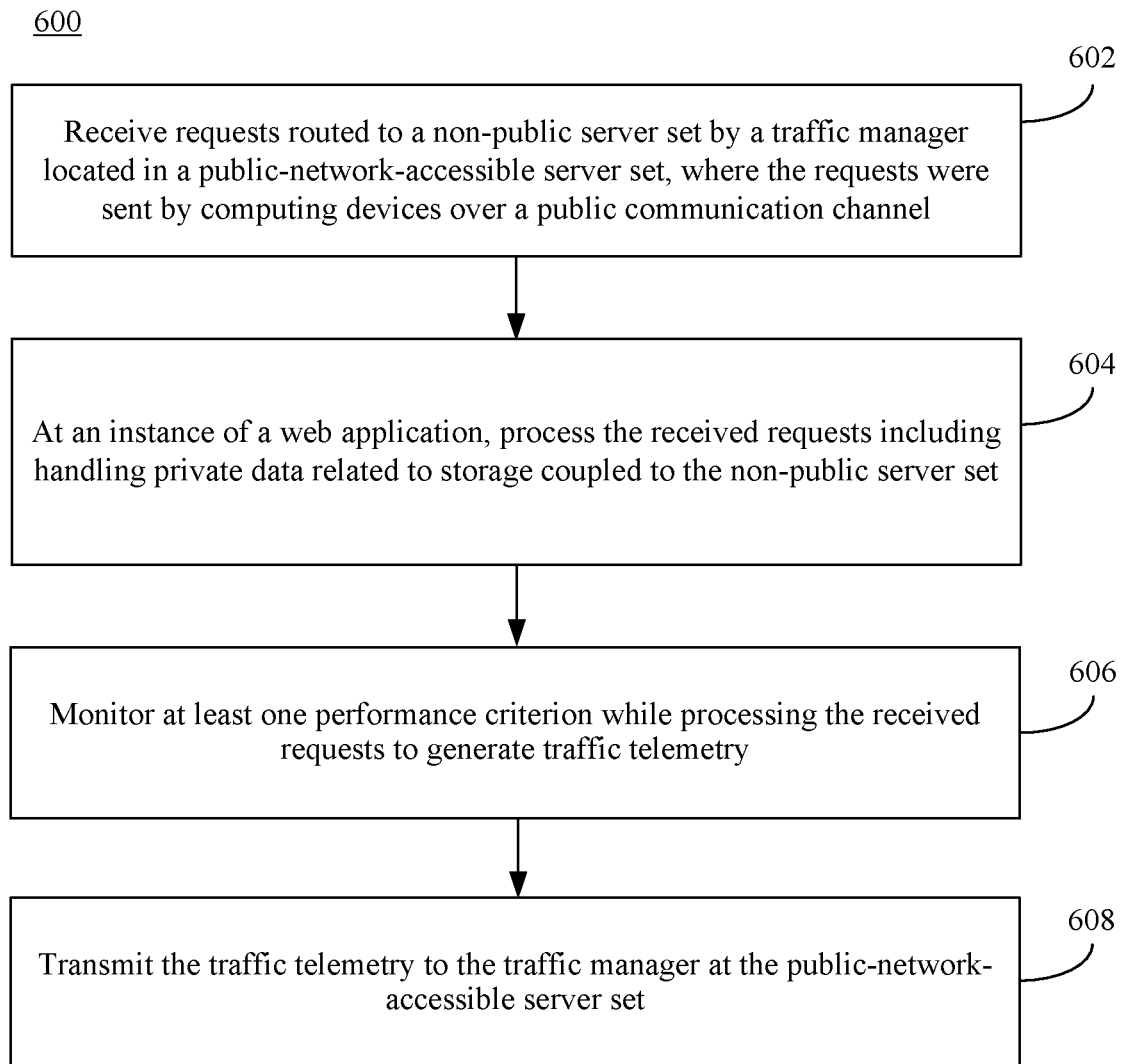 600
602
Receive requests routed to a non-public server set by a traffic manager
located in a public-network-accessible server set, where the requests were
sent by computing devices over a public communication channel
604
At an instance of a web application, process the received requests including
handling private data related to storage coupled to the non-public server set
606
Monitor at least one performance criterion while processing the received
requests to generate traffic telemetry
608
Transmit the traffic telemetry to the traffic manager at the public-network-
accessible server set